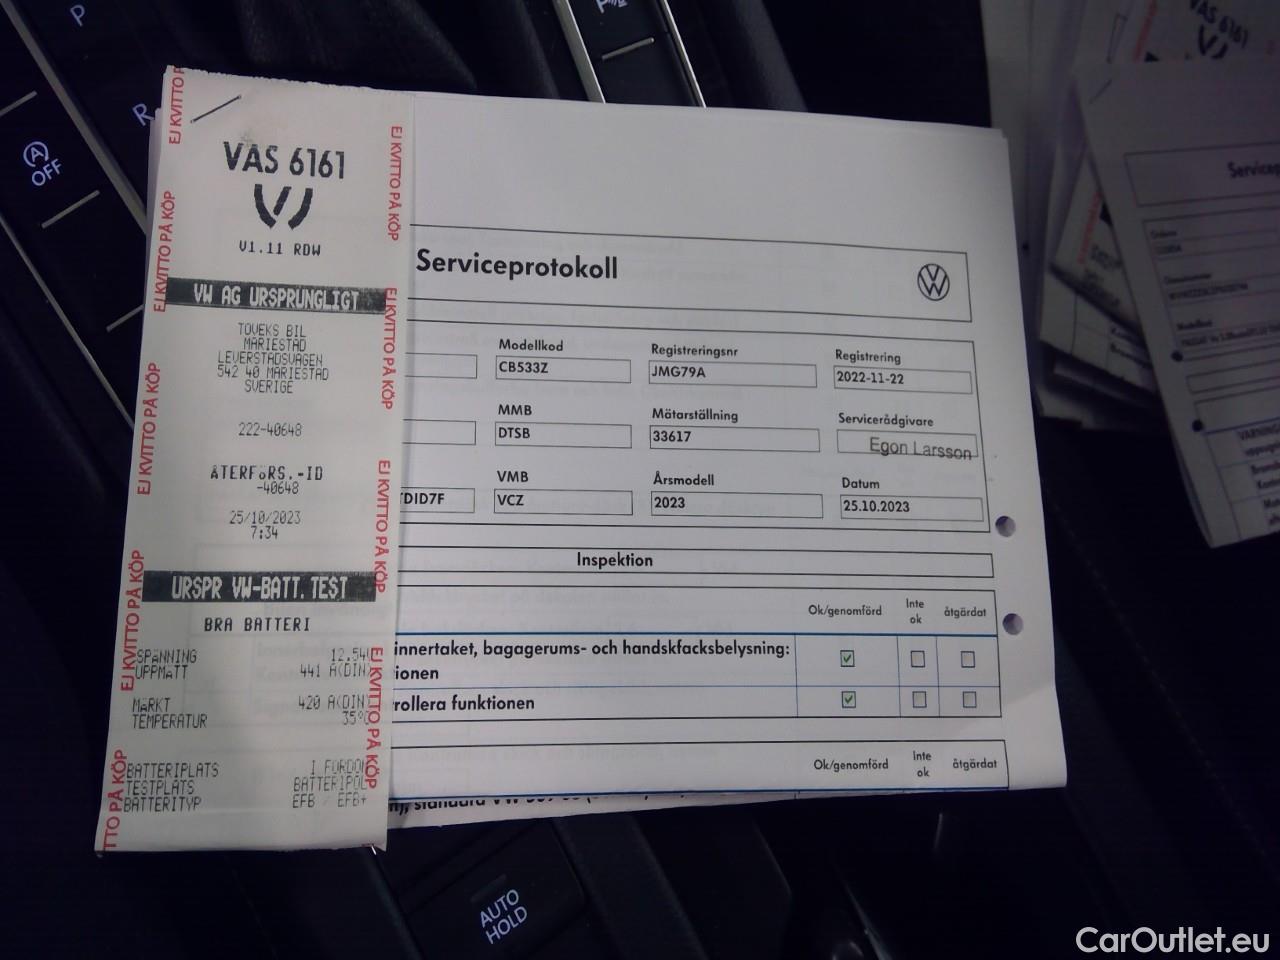 P
R
A
OFF
EJ KVITTO PÅ KÖP
VAS 6161
V1.11 RDW
VW AG URSPRUNGLIGT
TOVEKS BIL
MARIESTAD
LEVERSTADSVÄGEN
542 40 MARIESTAD
SVERIGE
222-40648
ÅTERFÖRS.-ID
-40648
25/10/2023
7:34
URSPR VW-BATT.TEST
BRA BATTERI
SPÄNNING 12.54
UPPMÄTT 441 A(DIN)
MÄRKT 420 A(DIN)
TEMPERATUR 35°C
BATTERIPLATS I FORDON
TESTPLATS BATTERIPOL
BATTERITYP EFB / EFB+
Serviceprotokoll
Modellkod Registreringsnr Registrering
CB533Z JMG79A 2022-11-22
MMB Mätarställning Servicerådgivare
DTSB 33617 Egon Larsson
VMB Årsmodell Datum
TDID7F VCZ 2023 25.10.2023
Inspektion
Ok/genomförd Inte ok åtgärdat
innertaket, bagagerums- och handskfacksbelysning:
ionen
rollera funktionen
Ok/genomförd Inte ok åtgärdat
AUTO
HOLD
VAS 6161
CarOutlet.eu